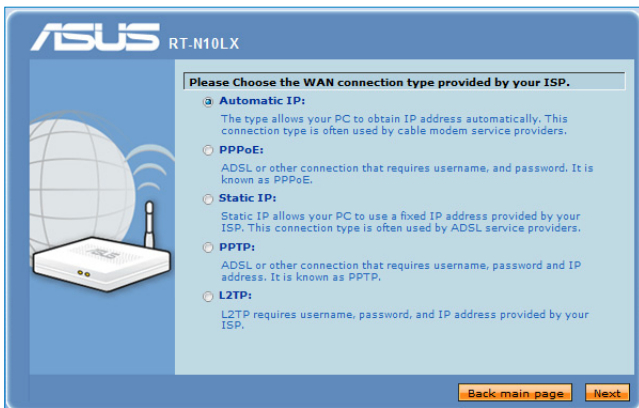 ASUS RT-N10LX
Please Choose the WAN connection type provided by your ISP.
Automatic IP:
The type allows your PC to obtain IP address automatically. This
connection type is often used by cable modem service providers.
PPPoE:
ADSL or other connection that requires username, and password. It is
known as PPPoE.
Static IP:
Static IP allows your PC to use a fixed IP address provided by your
ISP. This connection type is often used by ADSL service providers.
PPTP:
ADSL or other connection that requires username, password and IP
address. It is known as PPTP.
L2TP:
L2TP requires username, password, and IP address provided by your
ISP.
ASUS
Back main page Next